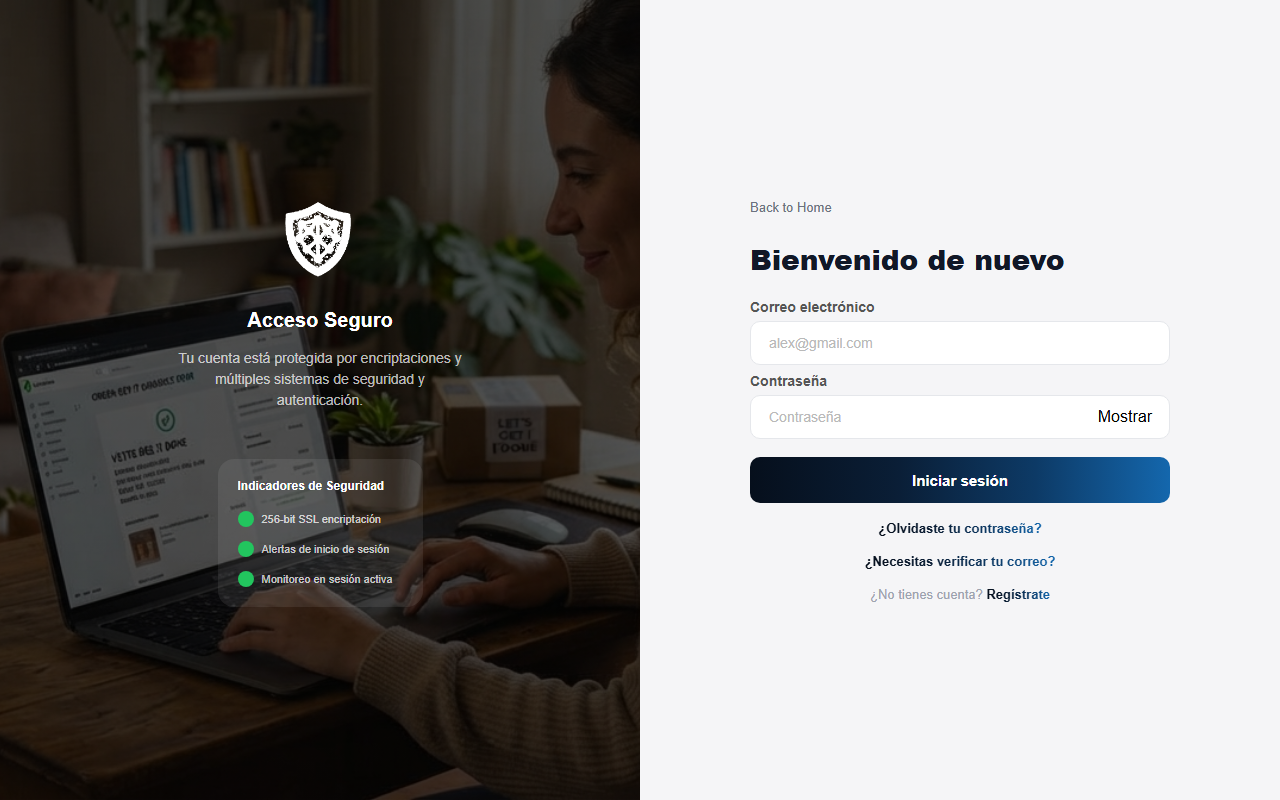 Acceso Seguro
Tu cuenta está protegida por encriptaciones y
múltiples sistemas de seguridad y
autenticación.
Indicadores de Seguridad
256-bit SSL encriptación
Alertas de inicio de sesión
Monitoreo en sesión activa
LET'S
GET I
Back to Home
Bienvenido de nuevo
Correo electrónico
alex@gmail.com
Contraseña
Contraseña Mostrar
Iniciar sesión
¿Olvidaste tu contraseña?
¿Necesitas verificar tu correo?
¿No tienes cuenta? Regístrate